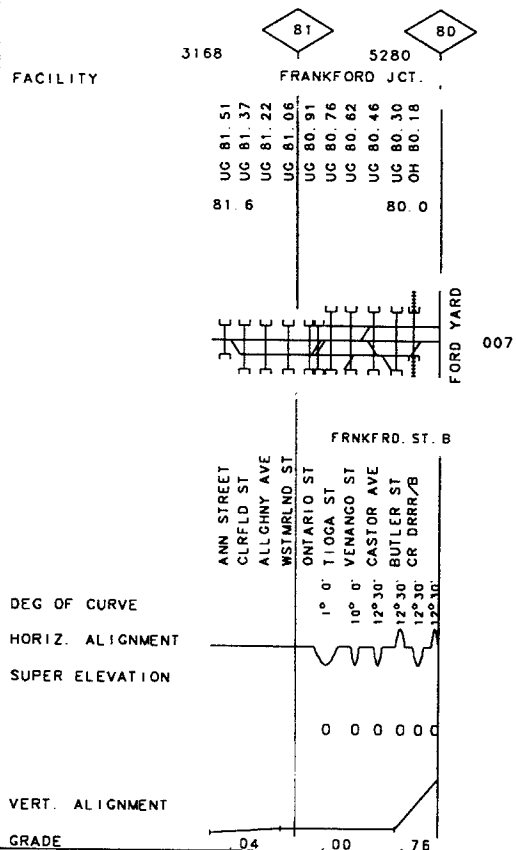 81 80
3168 5280
FACILITY FRANKFORD JCT.
UG 81.51
UG 81.37
UG 81.22
UG 81.06
UG 80.91
UG 80.76
UG 80.62
UG 80.46
UG 80.30
OH 80.18
81.6 80.0
FORD YARD
007
FRNKFRD. ST. B
ANN STREET
CLRFLD ST
ALLGHNY AVE
WSTMRLND ST
ONTARIO ST
TIOGA ST
VENANGO ST
CASTOR AVE
BUTLER ST
CR DRRR/B
DEG OF CURVE
1° 0'
10° 0'
12°30'
12°30'
12°30'
12°30'
HORIZ. ALIGNMENT
SUPER ELEVATION
0 0 0 0 0 0
VERT. ALIGNMENT
GRADE .04 .00 .76